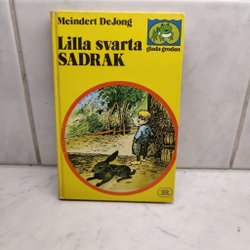 Meindert DeJong
Lilla svarta
SADRAK
glada grodan